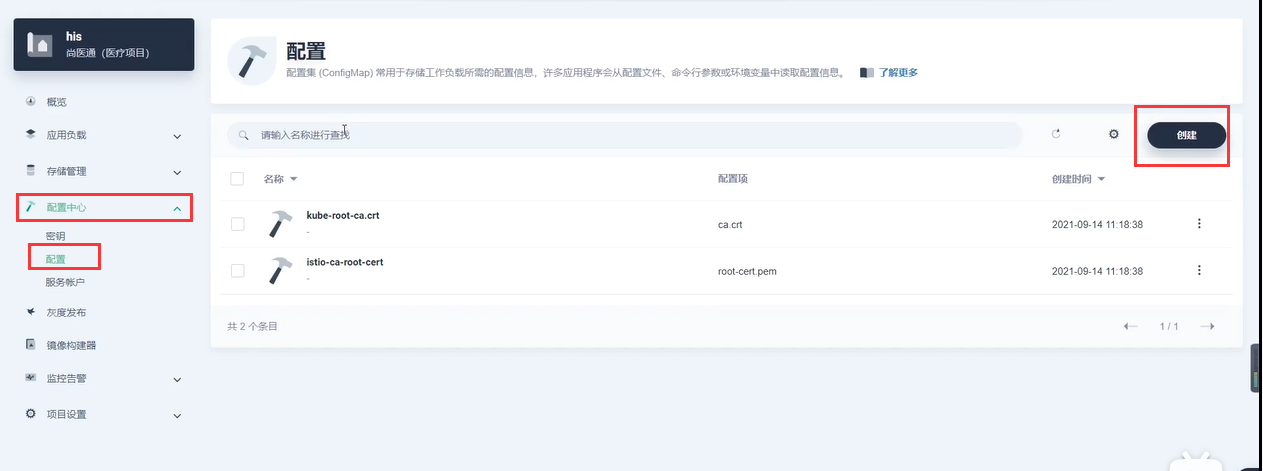 his
尚医通（医疗项目）
概览
应用负载
存储管理
配置中心
密钥
配置
服务帐户
灰度发布
镜像构建器
监控告警
项目设置
配置
配置集 (ConfigMap) 常用于存储工作负载所需的配置信息，许多应用程序会从配置文件、命令行参数或环境变量中读取配置信息。 了解更多
请输入名称进行查找
创建
名称 配置项 创建时间
kube-root-ca.crt
-
ca.crt
2021-09-14 11:18:38
istio-ca-root-cert
-
root-cert.pem
2021-09-14 11:18:38
共 2 个条目
1 / 1